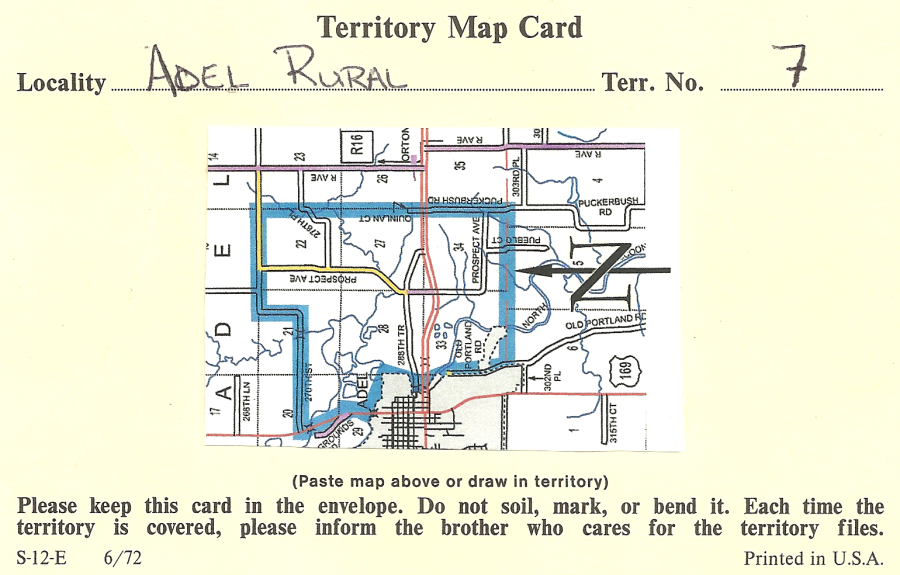 Territory Map Card
Locality ADEL RURAL Terr. No. 7
14
23
R16
ORTON
R AVE
30
R AVE
26
35
303RD PL
R AVE
4
L
PUCKERBUSH RD
PUCKERBUSH
RD
278TH PL
QUINLAN CT
E
22
27
34
PROSPECT AVE
PUEBLO CT
5
N
PROSPECT AVE
NORTH
OLD PORTLAND R
D
21
28
288TH TR
33
OLD
PORTLAND
RD
6
169
A
270TH ST
ADEL
302ND
PL
17
268TH LN
20
29
GROUNDS
1
315TH CT
(Paste map above or draw in territory)
Please keep this card in the envelope. Do not soil, mark, or bend it. Each time the
territory is covered, please inform the brother who cares for the territory files.
S-12-E 6/72 Printed in U.S.A.